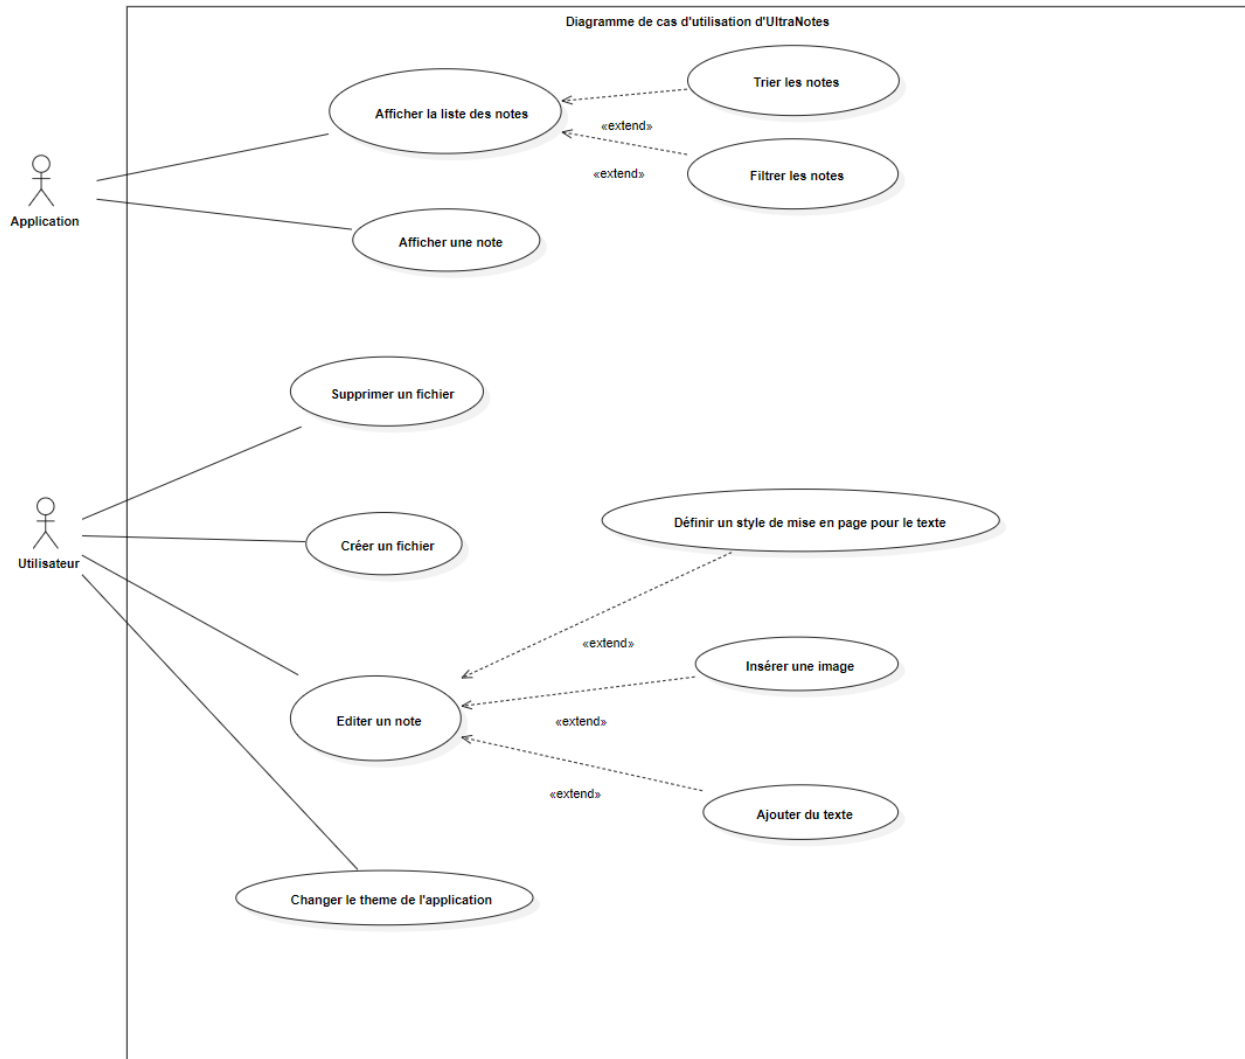 Diagramme de cas d'utilisation d'UltraNotes
Trier les notes
Afficher la liste des notes
«extend»
«extend»
Filtrer les notes
Application
Afficher une note
Supprimer un fichier
Définir un style de mise en page pour le texte
Créer un fichier
Utilisateur
«extend»
Insérer une image
Editer un note
«extend»
«extend»
Ajouter du texte
Changer le theme de l'application